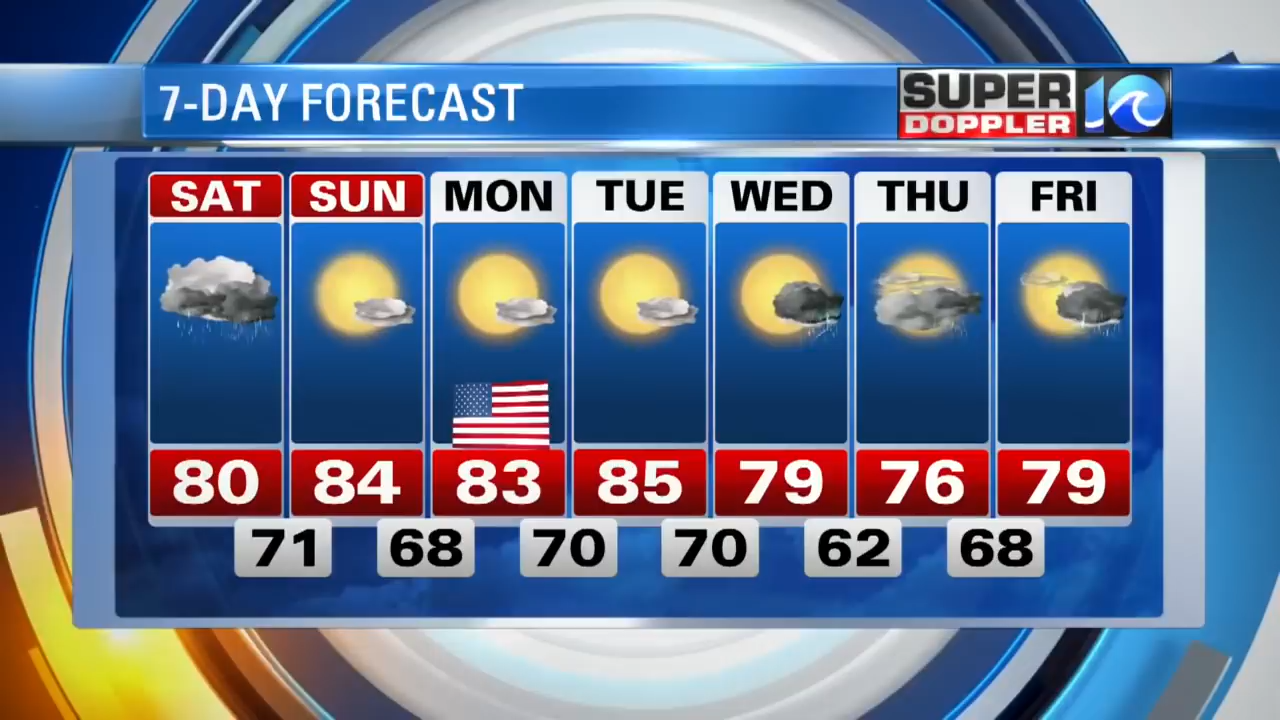 7-DAY FORECAST
SUPER
DOPPLER 10
SAT SUN MON TUE WED THU FRI
80 84 83 85 79 76 79
71 68 70 70 62 68